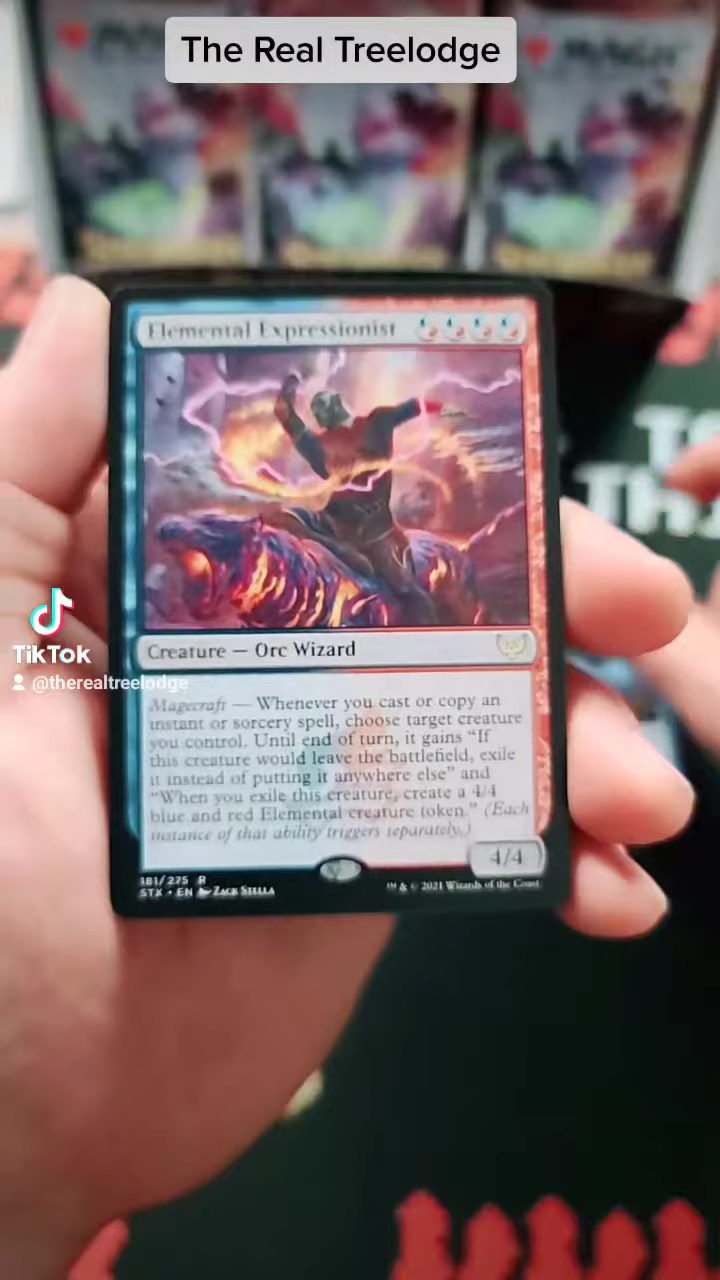 The Real Treelodge
MAGIC
MAGIC
Elemental Expressionist
Creature — Orc Wizard
TikTok
@therealtreelodge
Magecraft — Whenever you cast or copy an
instant or sorcery spell, choose target creature
you control. Until end of turn, it gains “If
this creature would leave the battlefield, exile
it instead of putting it anywhere else” and
“When you exile this creature, create a 4/4
blue and red Elemental creature token.” (Each
instance of that ability triggers separately.)
4/4
181/275 R
STX • EN Zack Stella
™ & © 2021 Wizards of the Coast